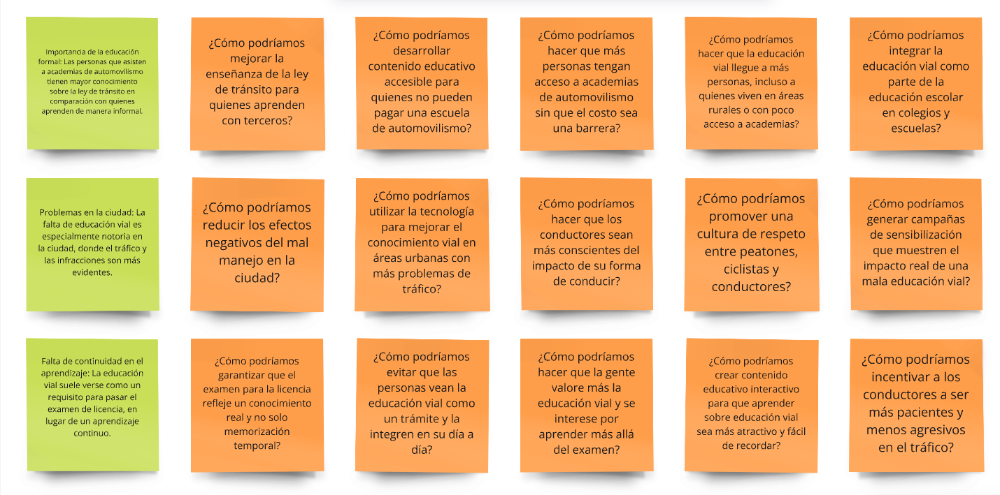 Importancia de la educación
formal: Las personas que asisten
a academias de automovilismo
tienen mayor conocimiento
sobre la ley de tránsito en
comparación con quienes
aprenden de manera informal.
¿Cómo podríamos
mejorar la
enseñanza de la ley
de tránsito para
quienes aprenden
con terceros?
¿Cómo podríamos
desarrollar
contenido educativo
accesible para
quienes no pueden
pagar una escuela
de automovilismo?
¿Cómo podríamos
hacer que más
personas tengan
acceso a academias
de automovilismo
sin que el costo sea
una barrera?
¿Cómo podríamos
hacer que la educación
vial llegue a más
personas, incluso a
quienes viven en áreas
rurales o con poco
acceso a academias?
¿Cómo podríamos
integrar la
educación vial como
parte de la
educación escolar
en colegios y
escuelas?
Problemas en la ciudad: La
falta de educación vial es
especialmente notoria en
la ciudad, donde el tráfico y
las infracciones son más
evidentes.
¿Cómo podríamos
reducir los efectos
negativos del mal
manejo en la
ciudad?
¿Cómo podríamos
utilizar la tecnología
para mejorar el
conocimiento vial en
áreas urbanas con
más problemas de
tráfico?
¿Cómo podríamos
hacer que los
conductores sean
más conscientes del
impacto de su forma
de conducir?
¿Cómo podríamos
promover una
cultura de respeto
entre peatones,
ciclistas y
conductores?
¿Cómo podríamos
generar campañas
de sensibilización
que muestren el
impacto real de una
mala educación vial?
Falta de continuidad en el
aprendizaje: La educación
vial suele verse como un
requisito para pasar el
examen de licencia, en
lugar de un aprendizaje
continuo.
¿Cómo podríamos
garantizar que el
examen para la licencia
refleje un conocimiento
real y no solo
memorización
temporal?
¿Cómo podríamos
evitar que las
personas vean la
educación vial como
un trámite y la
integren en su día a
día?
¿Cómo podríamos
hacer que la gente
valore más la
educación vial y se
interese por
aprender más allá
del examen?
¿Cómo podríamos
crear contenido
educativo interactivo
para que aprender
sobre educación vial
sea más atractivo y fácil
de recordar?
¿Cómo podríamos
incentivar a los
conductores a ser
más pacientes y
menos agresivos
en el tráfico?